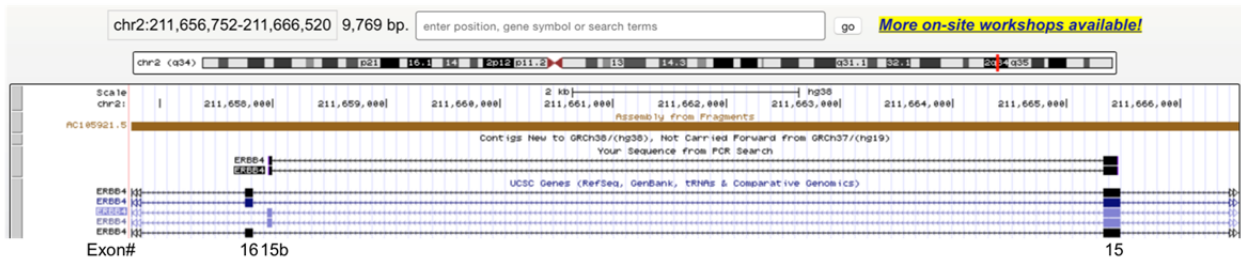 chr2:211,656,752-211,666,520 9,769 bp. enter position, gene symbol or search terms go More on-site workshops available!
chr2 (q34) p21 16.1 14 2p12 p11.2 13 14.3 q31.1 32.1 2q34 q35
Scale 2 kb hg38
chr2: 211,658,000 211,659,000 211,660,000 211,661,000 211,662,000 211,663,000 211,664,000 211,665,000 211,666,000
Assembly from Fragments
AC105921.5
Contigs New to GRCh38/(hg38), Not Carried Forward from GRCh37/(hg19)
Your Sequence from PCR Search
ERBB4
ERBB4
UCSC Genes (RefSeq, GenBank, tRNAs & Comparative Genomics)
ERBB4
ERBB4
ERBB4
ERBB4
ERBB4
Exon# 16 15b 15